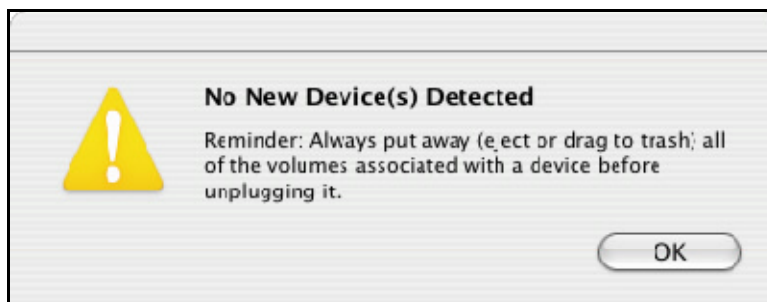 No New Device(s) Detected
Reminder: Always put away (eject or drag to trash) all
of the volumes associated with a device before
unplugging it.
OK